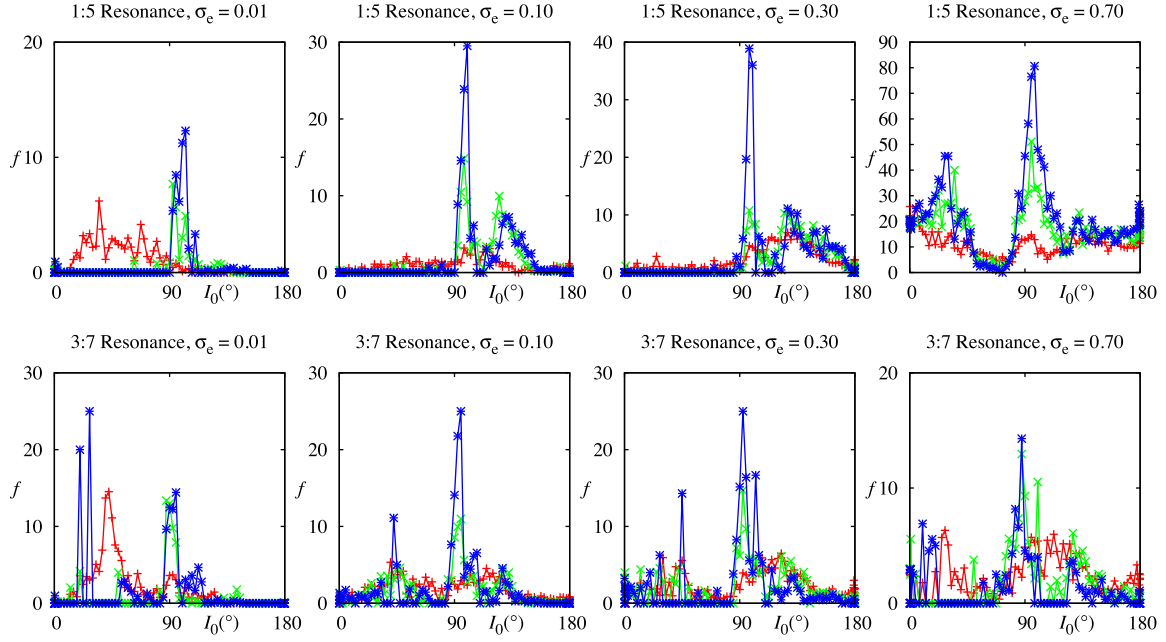 1:5 Resonance, σe = 0.01 1:5 Resonance, σe = 0.10 1:5 Resonance, σe = 0.30 1:5 Resonance, σe = 0.70
20 30 40 90
80
30 70
20 60
f 10 f f 20 f 50
40
10 10 30
20
10
0 0 0 0
0 90 I0(°) 180 0 90 I0(°) 180 0 90 I0(°) 180 0 90 I0(°) 180
3:7 Resonance, σe = 0.01 3:7 Resonance, σe = 0.10 3:7 Resonance, σe = 0.30 3:7 Resonance, σe = 0.70
30 30 30 20
20 20 20
f f f f 10
10 10 10
0 0 0 0
0 90 I0(°) 180 0 90 I0(°) 180 0 90 I0(°) 180 0 90 I0(°) 180